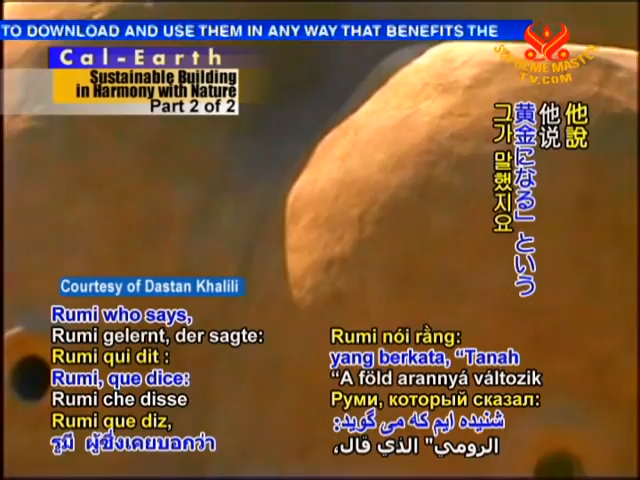 TO DOWNLOAD AND USE THEM IN ANY WAY THAT BENEFITS THE
Cal-Earth
Sustainable Building
in Harmony with Nature
Part 2 of 2
SUPREME MASTER
TV.COM
他說
他说
黄金になる」という
그가 말했지요
Courtesy of Dastan Khalili
Rumi who says,
Rumi gelernt, der sagte:
Rumi qui dit :
Rumi, que dice:
Rumi che disse
Rumi que diz,
รูมี ผู้ซึ่งเคยบอกว่า
Rumi nói rằng:
yang berkata, “Tanah
“A föld arannyá változik
Руми, который сказал:
شنیده ایم که می گوید:
الرومي" الذي قال،